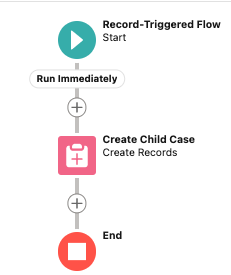 Record-Triggered Flow
Start
Run Immediately
Create Child Case
Create Records
End